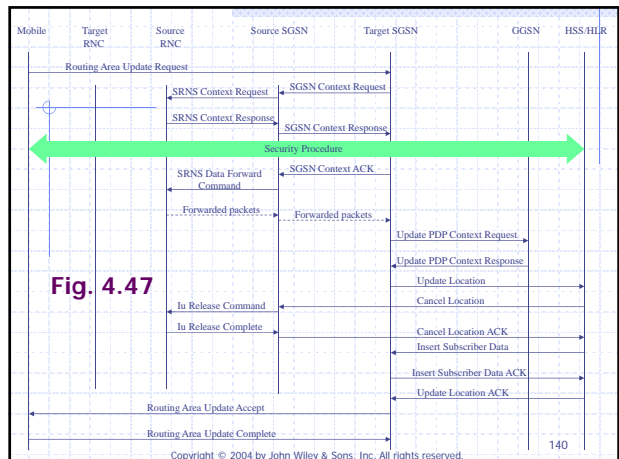 Mobile Target Source Source SGSN Target SGSN GGSN HSS/HLR
RNC RNC
Routing Area Update Request
SRNS Context Request SGSN Context Request
SRNS Context Response
SGSN Context Response
Security Procedure
SRNS Data Forward SGSN Context ACK
Command
Forwarded packets Forwarded packets
Update PDP Context Request
Update PDP Context Response
Fig. 4.47 Update Location
Iu Release Command Cancel Location
Iu Release Complete Cancel Location ACK
Insert Subscriber Data
Insert Subscriber Data ACK
Update Location ACK
Routing Area Update Accept
Routing Area Update Complete
140
Copyright © 2004 by John Wiley & Sons, Inc. All rights reserved.